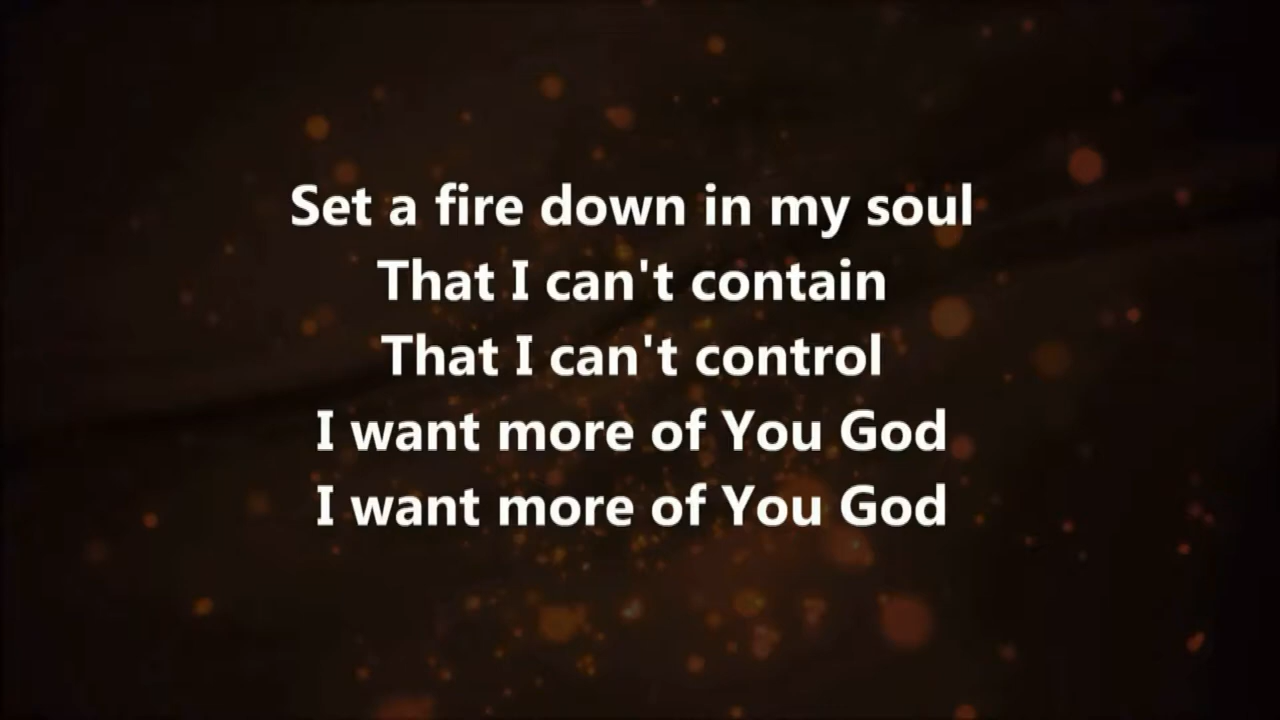 Set a fire down in my soul
That I can't contain
That I can't control
I want more of You God
I want more of You God